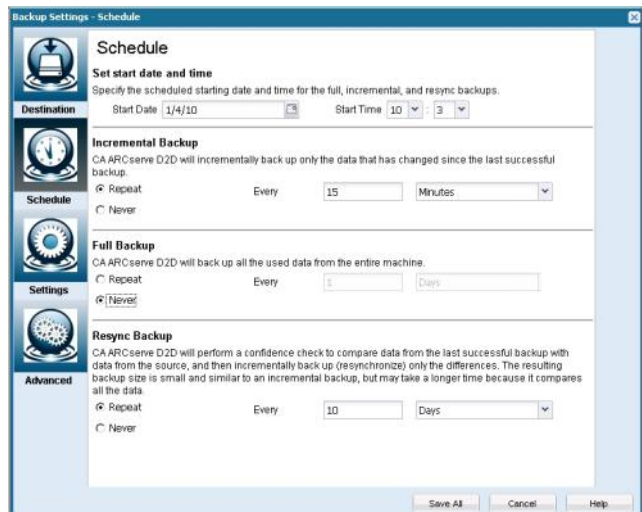 Backup Settings - Schedule
Destination
Schedule
Settings
Advanced
Schedule
Set start date and time
Specify the scheduled starting date and time for the full, incremental, and resync backups.
Start Date 1/4/10 Start Time 10 : 3
Incremental Backup
CA ARCserve D2D will incrementally back up only the data that has changed since the last successful
backup.
Repeat Every 15 Minutes
Never
Full Backup
CA ARCserve D2D will back up all the used data from the entire machine.
Repeat Every 1 Days
Never
Resync Backup
CA ARCserve D2D will perform a confidence check to compare data from the last successful backup with
data from the source, and then incrementally back up (resynchronize) only the differences. The resulting
backup size is small and similar to an incremental backup, but may take a longer time because it compares
all the data.
Repeat Every 10 Days
Never
Save All Cancel Help